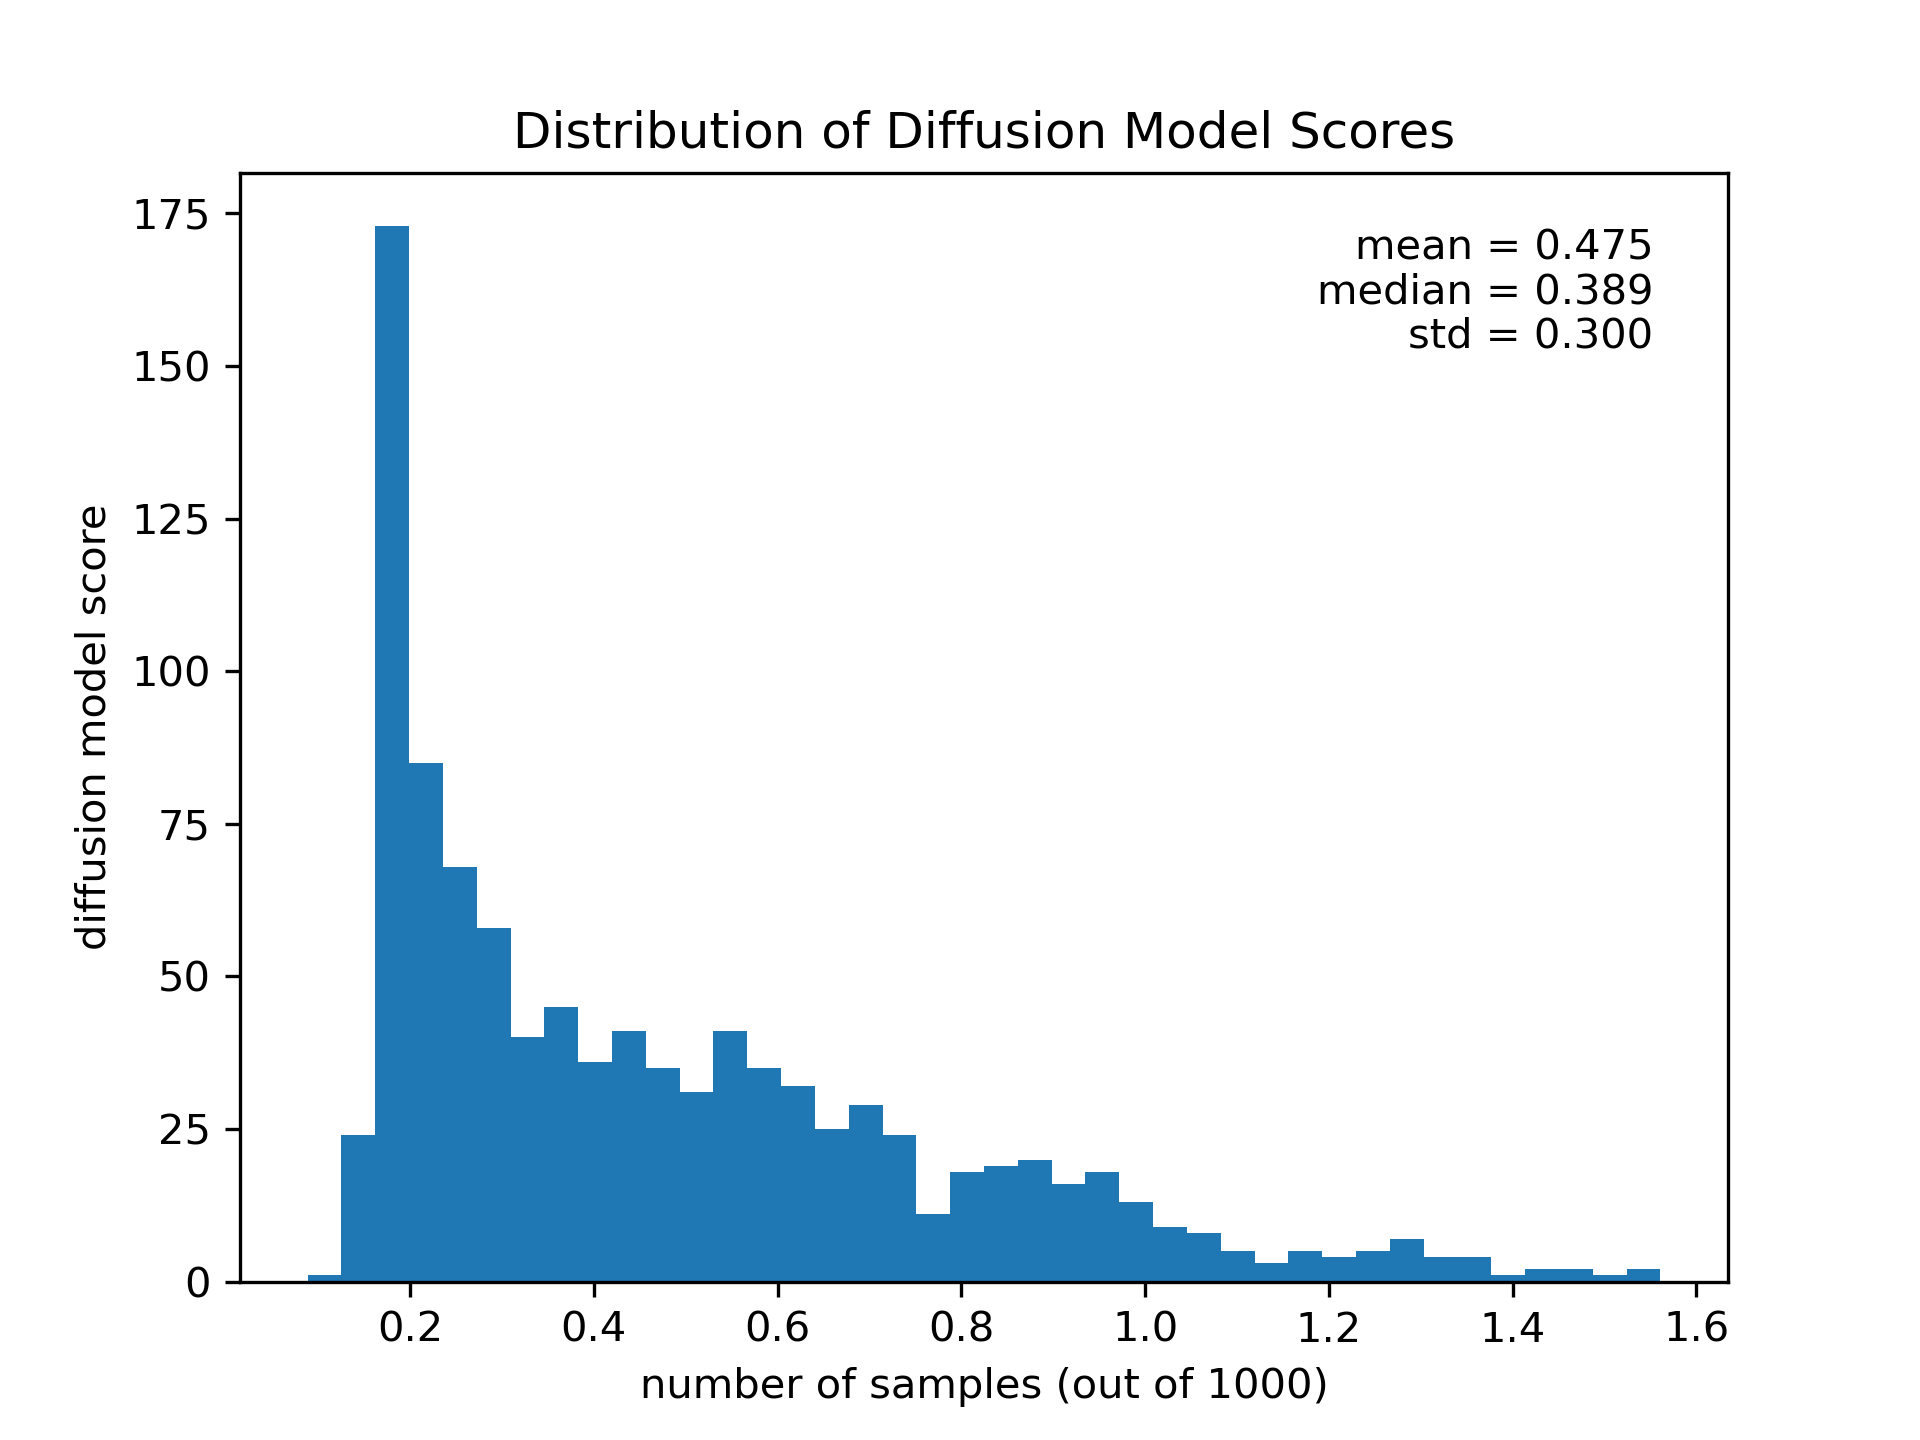 Distribution of Diffusion Model Scores
mean = 0.475
median = 0.389
std = 0.300
diffusion model score
175
150
125
100
75
50
25
0
0.2 0.4 0.6 0.8 1.0 1.2 1.4 1.6
number of samples (out of 1000)